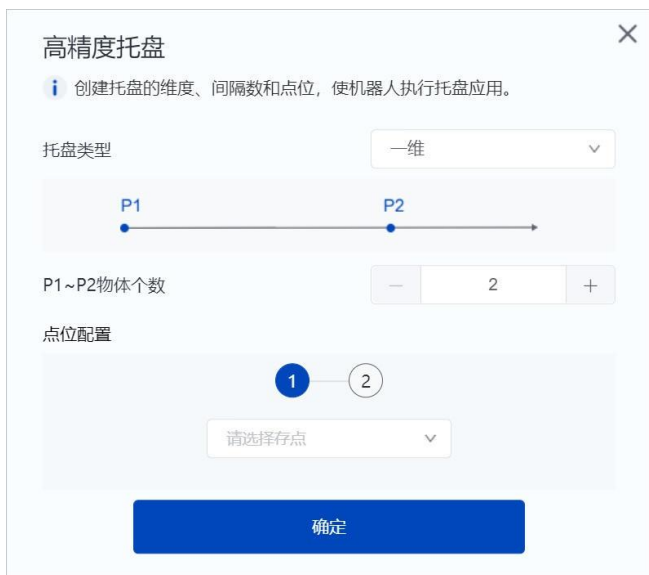 高精度托盘
创建托盘的维度、间隔数和点位，使机器人执行托盘应用。
托盘类型
一维
P1
P2
P1~P2物体个数
2
点位配置
1
2
请选择存点
确定